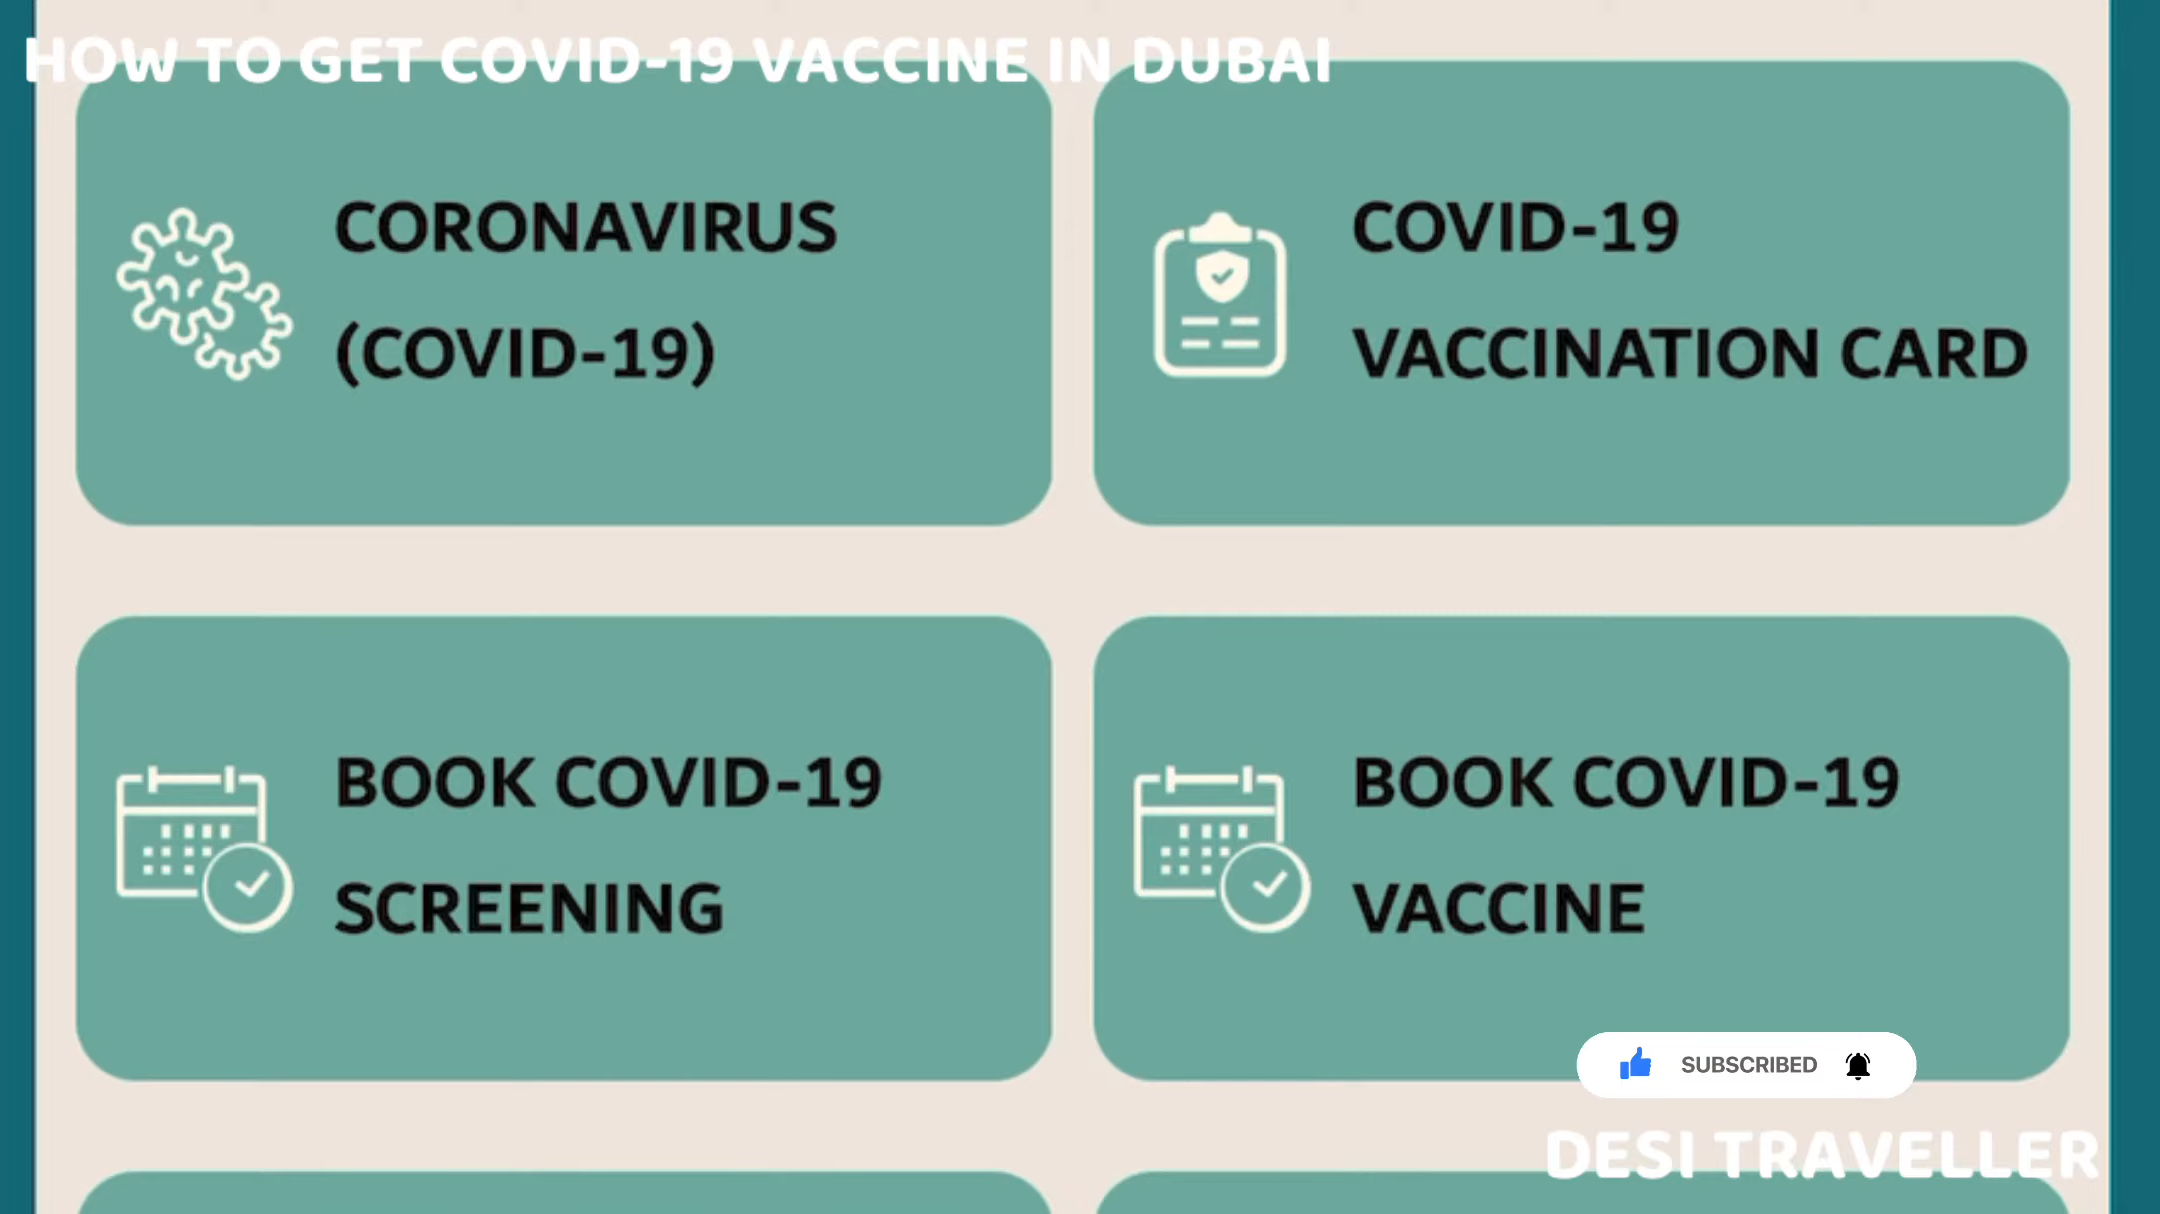 HOW TO GET COVID-19 VACCINE IN DUBAI
CORONAVIRUS
(COVID-19)
COVID-19
VACCINATION CARD
BOOK COVID-19
SCREENING
BOOK COVID-19
VACCINE
SUBSCRIBED
DESI TRAVELLER